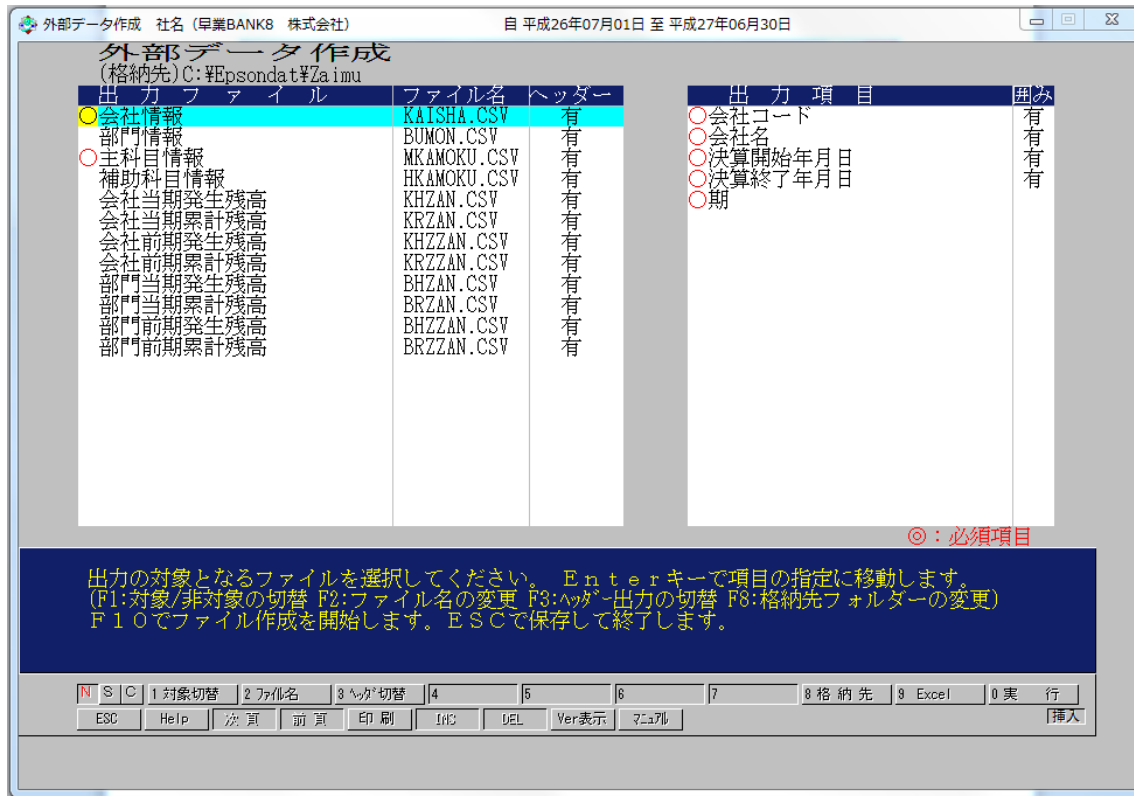 外部データ作成 社名(早業BANK8 株式会社) 自 平成26年07月01日 至 平成27年06月30日
外部データ作成
(格納先)C:¥Epsondat¥Zaimu
出力ファイル ファイル名 ヘッダー
○会社情報 KAISHA.CSV 有
部門情報 BUMON.CSV 有
○主科目情報 MKAMOKU.CSV 有
補助科目情報 HKAMOKU.CSV 有
会社当期発生残高 KHZAN.CSV 有
会社当期累計残高 KRZAN.CSV 有
会社前期発生残高 KHZZAN.CSV 有
会社前期累計残高 KRZZAN.CSV 有
部門当期発生残高 BHZAN.CSV 有
部門当期累計残高 BRZAN.CSV 有
部門前期発生残高 BHZZAN.CSV 有
部門前期累計残高 BRZZAN.CSV 有
出力項目 囲み
○会社コード 有
○会社名 有
○決算開始年月日 有
○決算終了年月日 有
○期
◎:必須項目
出力の対象となるファイルを選択してください。 Enterキーで項目の指定に移動します。
(F1:対象/非対象の切替 F2:ファイル名の変更 F3:ヘッダー出力の切替 F8:格納先フォルダーの変更)
F10でファイル作成を開始します。ESCで保存して終了します。
N S C 1 対象切替 2 ファイル名 3 ヘッダ切替 4 5 6 7 8 格納先 9 Excel 0 実行
ESC Help 次頁 前頁 印刷 INS DEL Ver表示 マニュアル 挿入